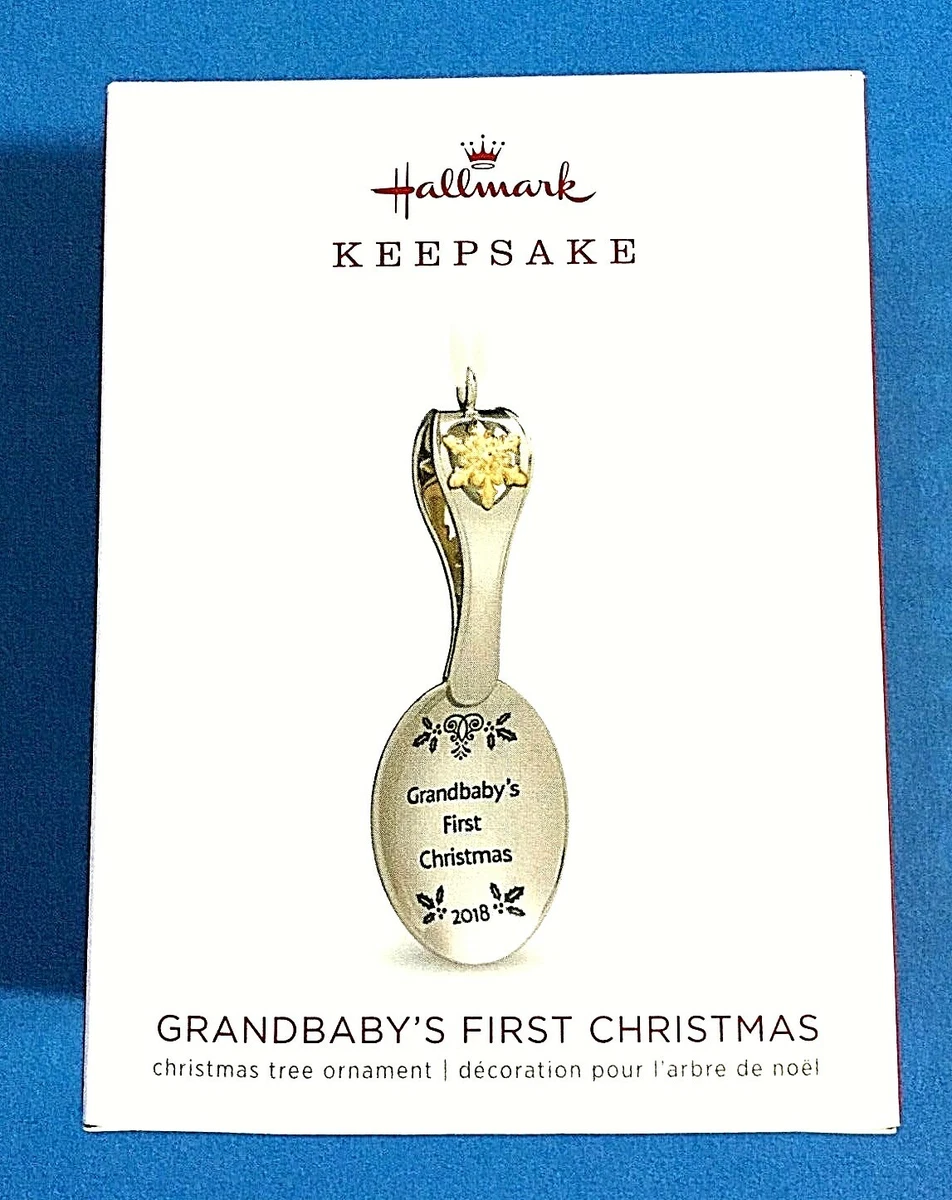 Hallmark
KEEPSAKE
Grandbaby's
First
Christmas
2018
GRANDBABY'S FIRST CHRISTMAS
christmas tree ornament | décoration pour l'arbre de noël